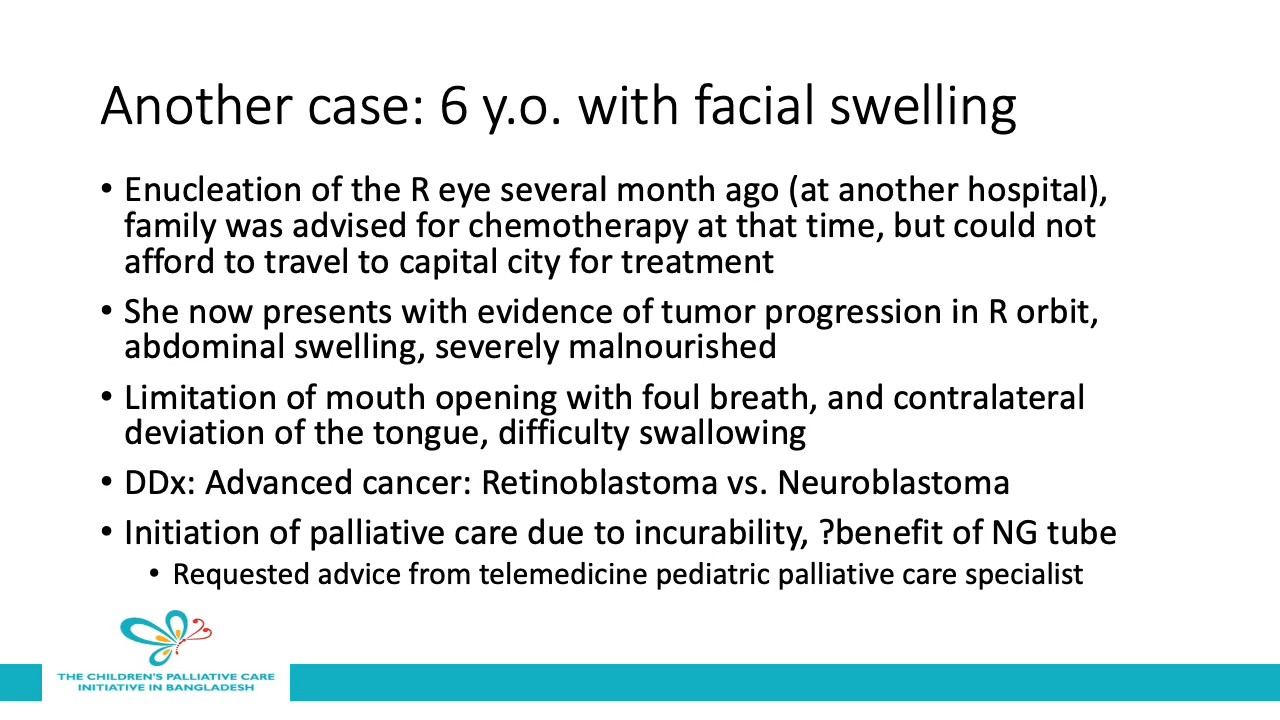 Another case: 6 y.o. with facial swelling
• Enucleation of the R eye several month ago (at another hospital),
family was advised for chemotherapy at that time, but could not
afford to travel to capital city for treatment
• She now presents with evidence of tumor progression in R orbit,
abdominal swelling, severely malnourished
• Limitation of mouth opening with foul breath, and contralateral
deviation of the tongue, difficulty swallowing
• DDx: Advanced cancer: Retinoblastoma vs. Neuroblastoma
• Initiation of palliative care due to incurability, ?benefit of NG tube
• Requested advice from telemedicine pediatric palliative care specialist
THE CHILDREN'S PALLIATIVE CARE
INITIATIVE IN BANGLADESH